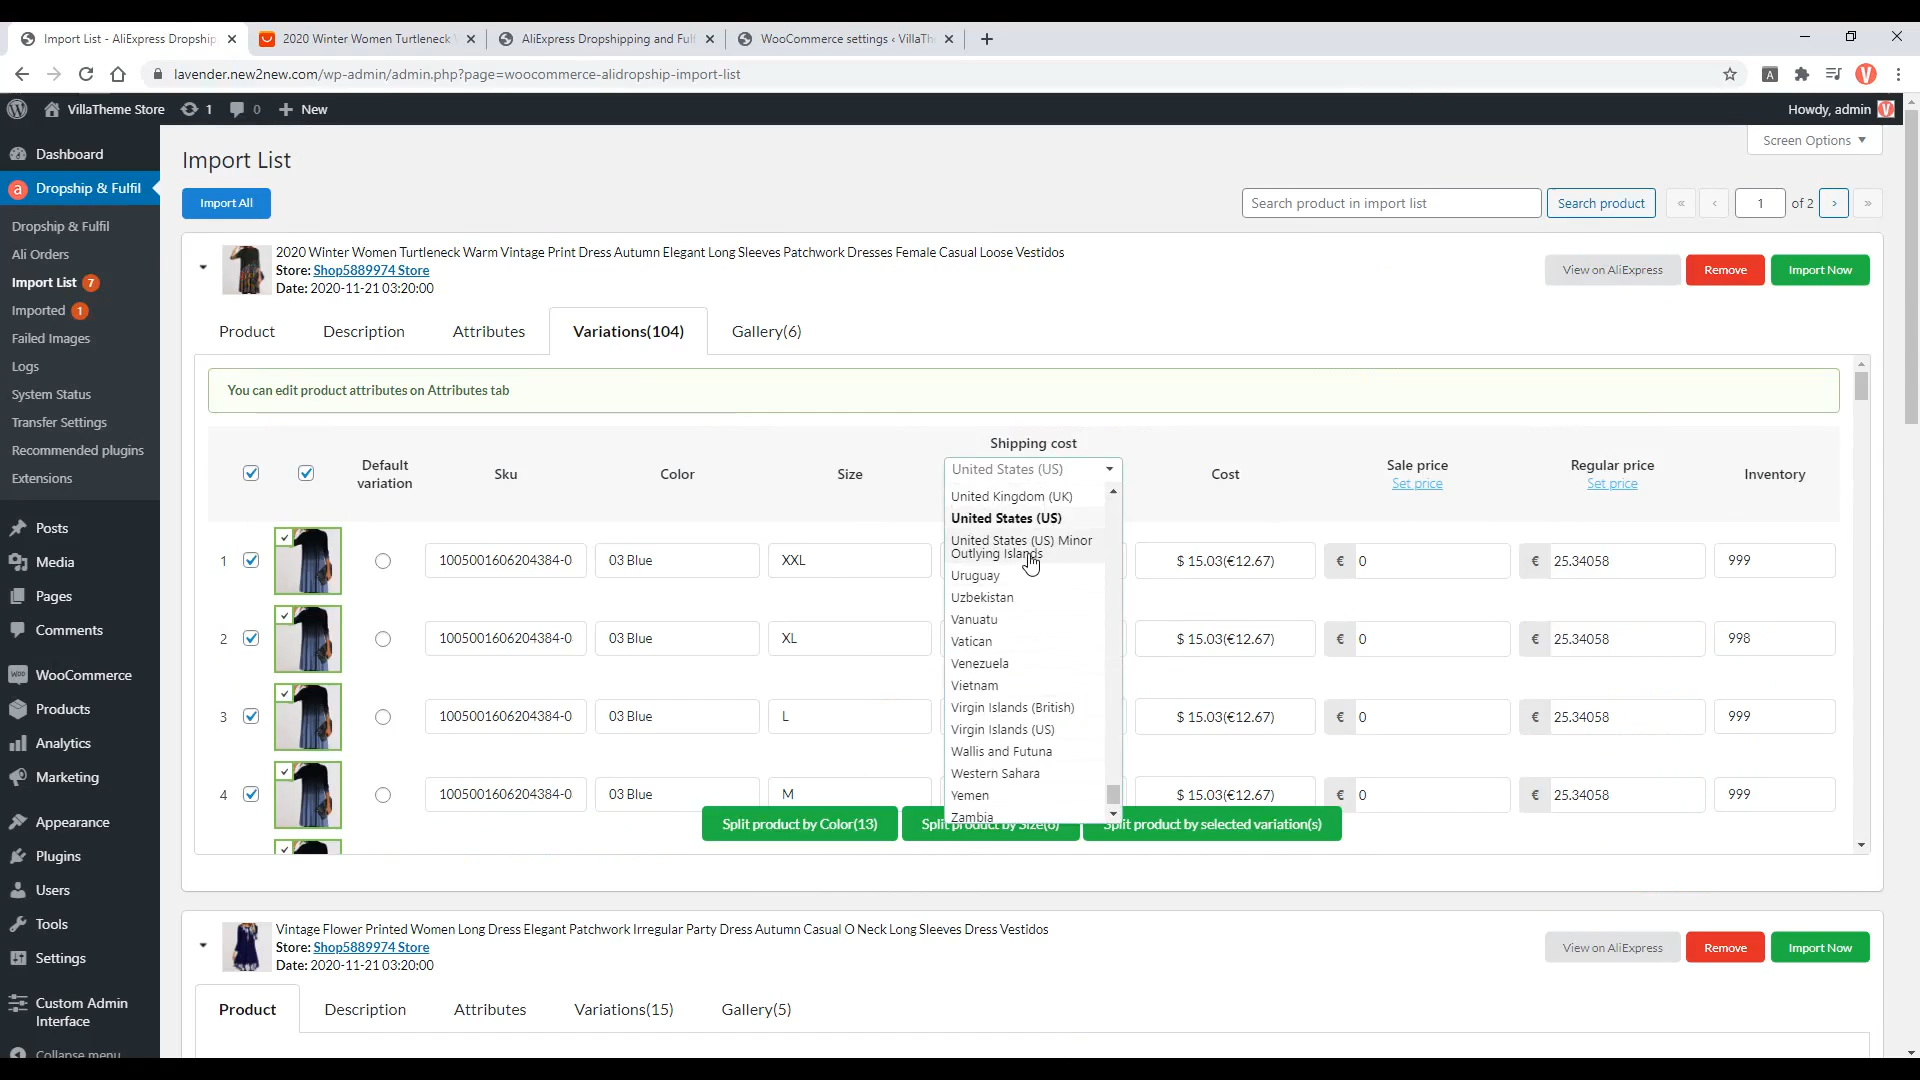 Import List - AliExpress Dropship
2020 Winter Women Turtleneck W
AliExpress Dropshipping and Fulf
WooCommerce settings ‹ VillaTh
lavender.new2new.com/wp-admin/admin.php?page=woocommerce-alidropship-import-list
VillaTheme Store
1
0
New
Howdy, admin
Screen Options
Dashboard
Dropship & Fulfil
Dropship & Fulfil
Ali Orders
Import List 7
Imported 1
Failed Images
Logs
System Status
Transfer Settings
Recommended plugins
Extensions
Posts
Media
Pages
Comments
WooCommerce
Products
Analytics
Marketing
Appearance
Plugins
Users
Tools
Settings
Custom Admin
Interface
Collapse menu
Import List
Import All
Search product in import list
Search product
«
‹
1
of 2
›
»
2020 Winter Women Turtleneck Warm Vintage Print Dress Autumn Elegant Long Sleeves Patchwork Dresses Female Casual Loose Vestidos
Store: Shop5889974 Store
Date: 2020-11-21 03:20:00
View on AliExpress
Remove
Import Now
Product
Description
Attributes
Variations(104)
Gallery(6)
You can edit product attributes on Attributes tab
Default
variation
Sku
Color
Size
Shipping cost
United States (US)
Cost
Sale price
Set price
Regular price
Set price
Inventory
United Kingdom (UK)
United States (US)
United States (US) Minor
Outlying Islands
Uruguay
Uzbekistan
Vanuatu
Vatican
Venezuela
Vietnam
Virgin Islands (British)
Virgin Islands (US)
Wallis and Futuna
Western Sahara
Yemen
Zambia
1 1005001606204384-0 03 Blue XXL $ 15.03(€12.67) € 0 € 25.34058 999
2 1005001606204384-0 03 Blue XL $ 15.03(€12.67) € 0 € 25.34058 998
3 1005001606204384-0 03 Blue L $ 15.03(€12.67) € 0 € 25.34058 999
4 1005001606204384-0 03 Blue M $ 15.03(€12.67) € 0 € 25.34058 999
Split product by Color(13)
Split product by Size(8)
Split product by selected variation(s)
Vintage Flower Printed Women Long Dress Elegant Patchwork Irregular Party Dress Autumn Casual O Neck Long Sleeves Dress Vestidos
Store: Shop5889974 Store
Date: 2020-11-21 03:20:00
View on AliExpress
Remove
Import Now
Product
Description
Attributes
Variations(15)
Gallery(5)